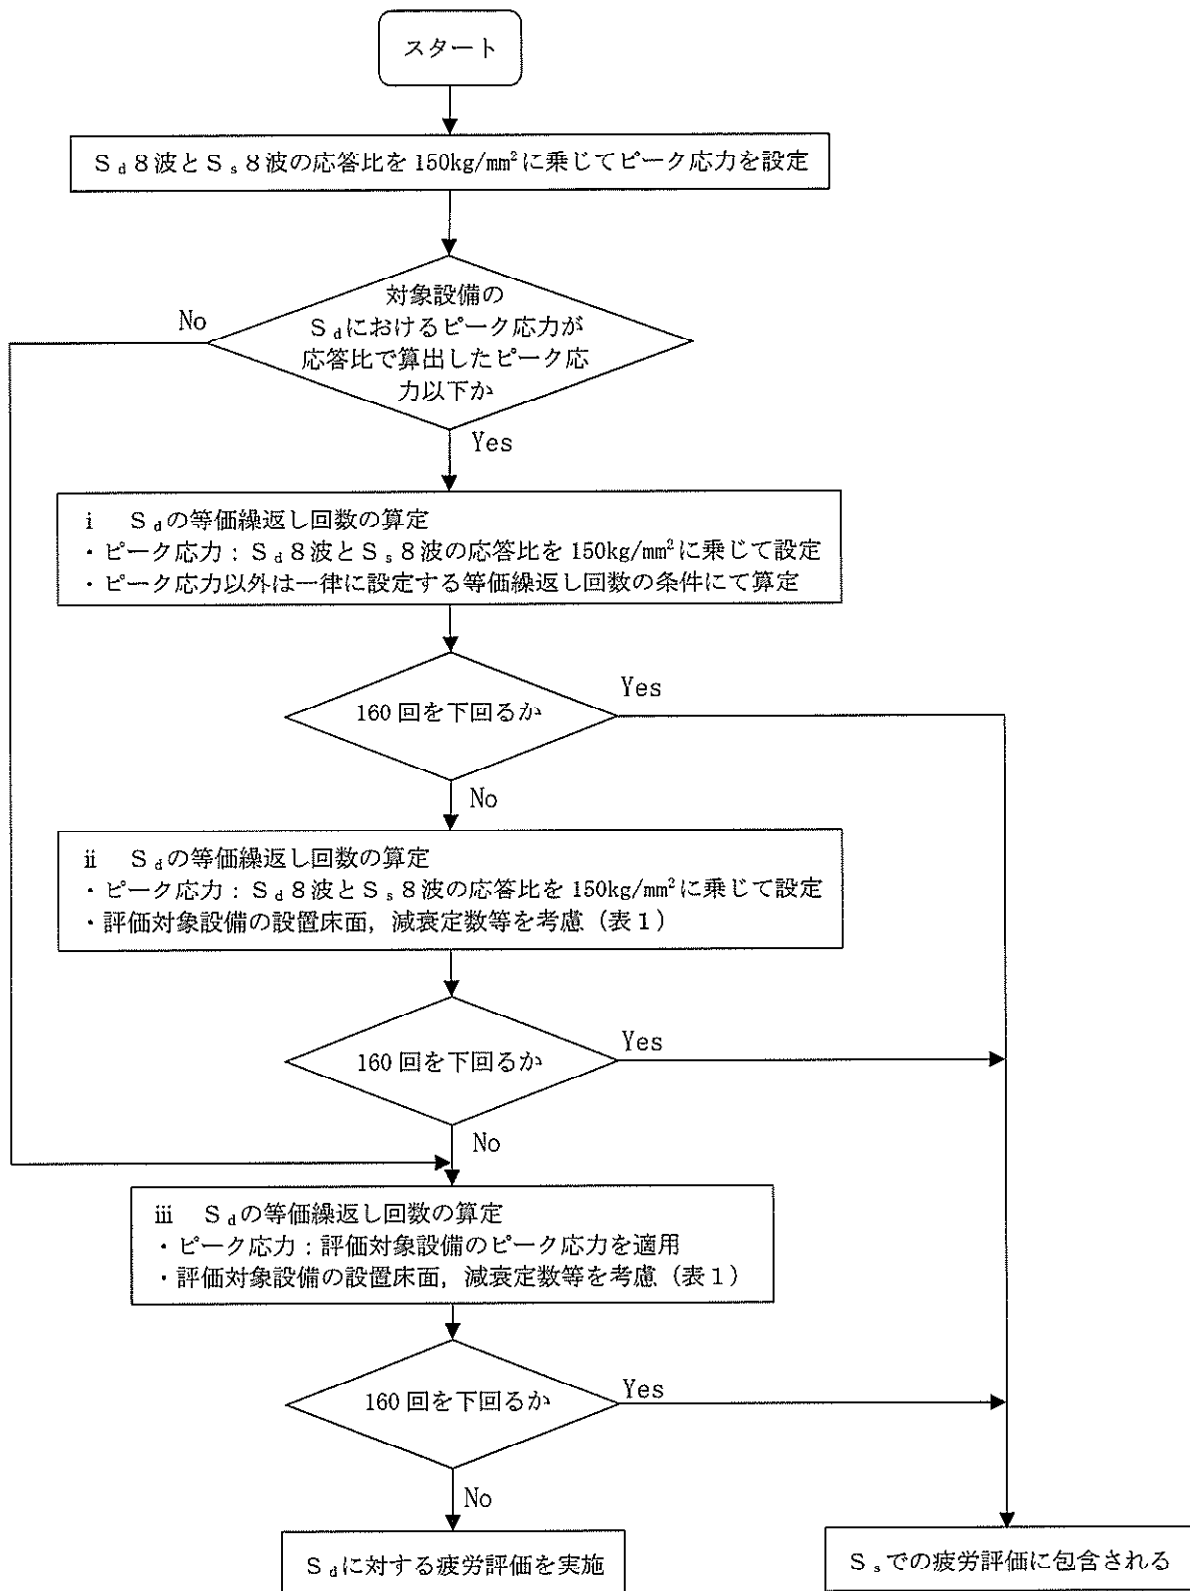 スタート
Ｓｄ８波とＳｓ８波の応答比を150kg/mm²に乗じてピーク応力を設定
対象設備の
Ｓｄにおけるピーク応力が
応答比で算出したピーク応
力以下か
No
Yes
ⅰ　Ｓｄの等価繰返し回数の算定
・ピーク応力：Ｓｄ８波とＳｓ８波の応答比を150kg/mm²に乗じて設定
・ピーク応力以外は一律に設定する等価繰返し回数の条件にて算定
160回を下回るか
Yes
No
ⅱ　Ｓｄの等価繰返し回数の算定
・ピーク応力：Ｓｄ８波とＳｓ８波の応答比を150kg/mm²に乗じて設定
・評価対象設備の設置床面，減衰定数等を考慮（表１）
160回を下回るか
Yes
No
ⅲ　Ｓｄの等価繰返し回数の算定
・ピーク応力：評価対象設備のピーク応力を適用
・評価対象設備の設置床面，減衰定数等を考慮（表１）
160回を下回るか
Yes
No
Ｓｄに対する疲労評価を実施
Ｓｓでの疲労評価に包含される